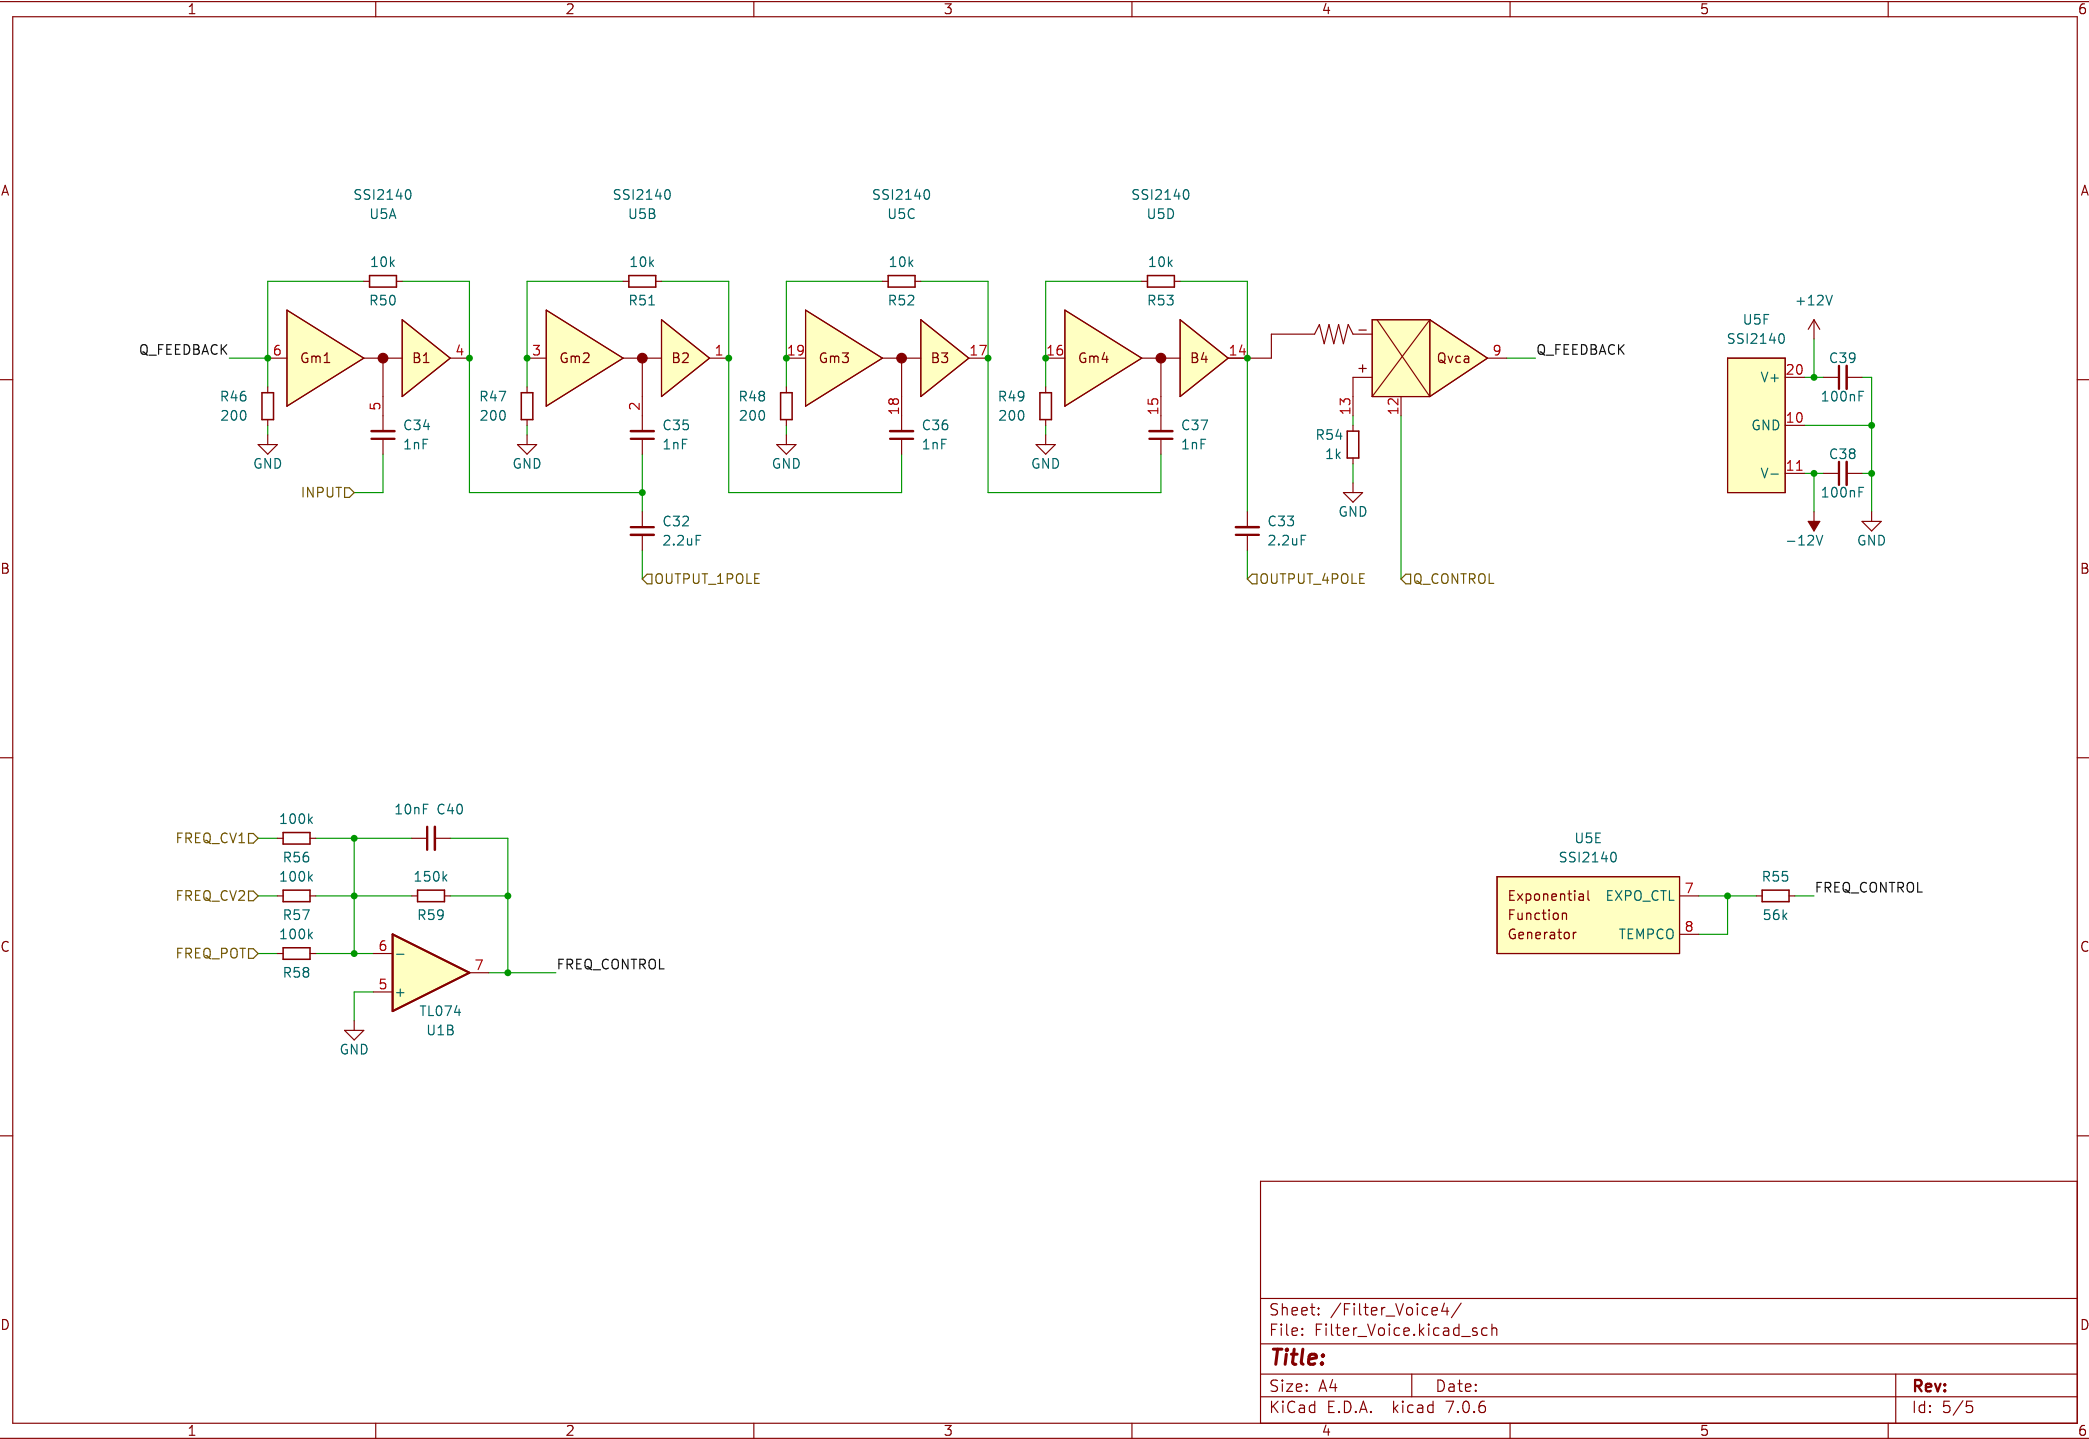 1 2 3 4 5 6
A A
B B
C C
D D
SSI2140
U5A
10k
R50
Q_FEEDBACK
6
Gm1
B1
4
R46
200
GND
5
C34
1nF
INPUT
SSI2140
U5B
10k
R51
3
Gm2
B2
1
R47
200
GND
2
C35
1nF
C32
2.2uF
OUTPUT_1POLE
SSI2140
U5C
10k
R52
19
Gm3
B3
17
R48
200
GND
18
C36
1nF
SSI2140
U5D
10k
R53
16
Gm4
B4
14
R49
200
GND
15
C37
1nF
C33
2.2uF
OUTPUT_4POLE
−
+
Qvca
9
Q_FEEDBACK
13
12
R54
1k
GND
Q_CONTROL
+12V
U5F
SSI2140
V+
20
C39
100nF
GND
10
V−
11
C38
100nF
−12V
GND
10nF C40
FREQ_CV1
100k
R56
FREQ_CV2
100k
R57
150k
R59
FREQ_POT
100k
R58
6
−
5
+
7
FREQ_CONTROL
TL074
U1B
GND
U5E
SSI2140
Exponential
Function
Generator
EXPO_CTL
TEMPCO
7
8
R55
56k
FREQ_CONTROL
Sheet: /Filter_Voice4/
File: Filter_Voice.kicad_sch
Title:
Size: A4 Date: Rev:
KiCad E.D.A. kicad 7.0.6 Id: 5/5
1 2 3 4 5 6